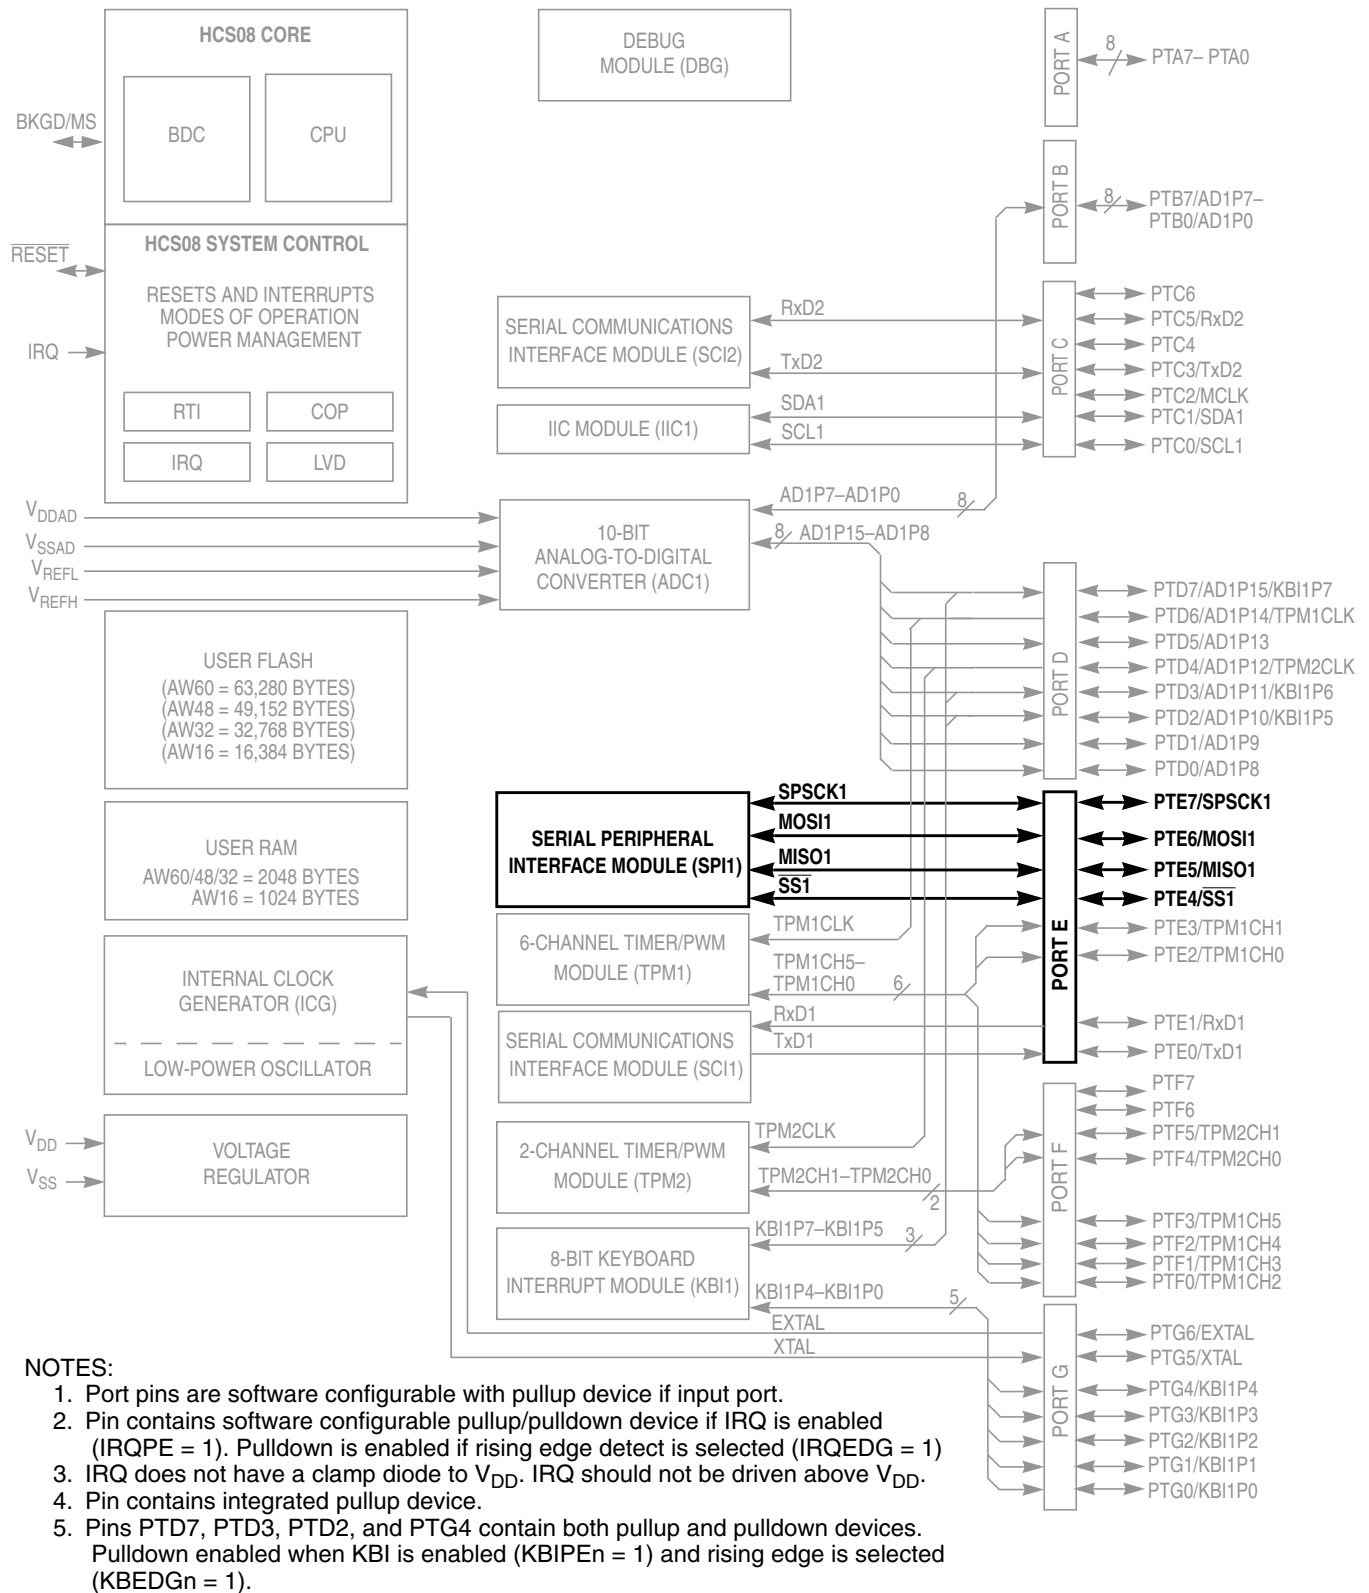 HCS08 CORE
BDC
CPU
BKGD/MS
HCS08 SYSTEM CONTROL
RESET
RESETS AND INTERRUPTS
MODES OF OPERATION
POWER MANAGEMENT
IRQ
RTI
COP
IRQ
LVD
VDDAD
VSSAD
VREFL
VREFH
USER FLASH
(AW60 = 63,280 BYTES)
(AW48 = 49,152 BYTES)
(AW32 = 32,768 BYTES)
(AW16 = 16,384 BYTES)
USER RAM
AW60/48/32 = 2048 BYTES
AW16 = 1024 BYTES
INTERNAL CLOCK
GENERATOR (ICG)
LOW-POWER OSCILLATOR
VDD
VSS
VOLTAGE
REGULATOR
DEBUG
MODULE (DBG)
SERIAL COMMUNICATIONS
INTERFACE MODULE (SCI2)
RxD2
TxD2
IIC MODULE (IIC1)
SDA1
SCL1
10-BIT
ANALOG-TO-DIGITAL
CONVERTER (ADC1)
AD1P7–AD1P0
8
8
AD1P15–AD1P8
SERIAL PERIPHERAL
INTERFACE MODULE (SPI1)
SPSCK1
MOSI1
MISO1
SS1
6-CHANNEL TIMER/PWM
MODULE (TPM1)
TPM1CLK
TPM1CH5–
TPM1CH0
6
SERIAL COMMUNICATIONS
INTERFACE MODULE (SCI1)
RxD1
TxD1
2-CHANNEL TIMER/PWM
MODULE (TPM2)
TPM2CLK
TPM2CH1–TPM2CH0
2
8-BIT KEYBOARD
INTERRUPT MODULE (KBI1)
KBI1P7–KBI1P5
3
KBI1P4–KBI1P0
5
EXTAL
XTAL
PORT A
8
PTA7– PTA0
PORT B
8
PTB7/AD1P7–
PTB0/AD1P0
PORT C
PTC6
PTC5/RxD2
PTC4
PTC3/TxD2
PTC2/MCLK
PTC1/SDA1
PTC0/SCL1
PORT D
PTD7/AD1P15/KBI1P7
PTD6/AD1P14/TPM1CLK
PTD5/AD1P13
PTD4/AD1P12/TPM2CLK
PTD3/AD1P11/KBI1P6
PTD2/AD1P10/KBI1P5
PTD1/AD1P9
PTD0/AD1P8
PORT E
PTE7/SPSCK1
PTE6/MOSI1
PTE5/MISO1
PTE4/SS1
PTE3/TPM1CH1
PTE2/TPM1CH0
PTE1/RxD1
PTE0/TxD1
PORT F
PTF7
PTF6
PTF5/TPM2CH1
PTF4/TPM2CH0
PTF3/TPM1CH5
PTF2/TPM1CH4
PTF1/TPM1CH3
PTF0/TPM1CH2
PORT G
PTG6/EXTAL
PTG5/XTAL
PTG4/KBI1P4
PTG3/KBI1P3
PTG2/KBI1P2
PTG1/KBI1P1
PTG0/KBI1P0
NOTES:
1. Port pins are software configurable with pullup device if input port.
2. Pin contains software configurable pullup/pulldown device if IRQ is enabled
(IRQPE = 1). Pulldown is enabled if rising edge detect is selected (IRQEDG = 1)
3. IRQ does not have a clamp diode to VDD. IRQ should not be driven above VDD.
4. Pin contains integrated pullup device.
5. Pins PTD7, PTD3, PTD2, and PTG4 contain both pullup and pulldown devices.
Pulldown enabled when KBI is enabled (KBIPEn = 1) and rising edge is selected
(KBEDGn = 1).